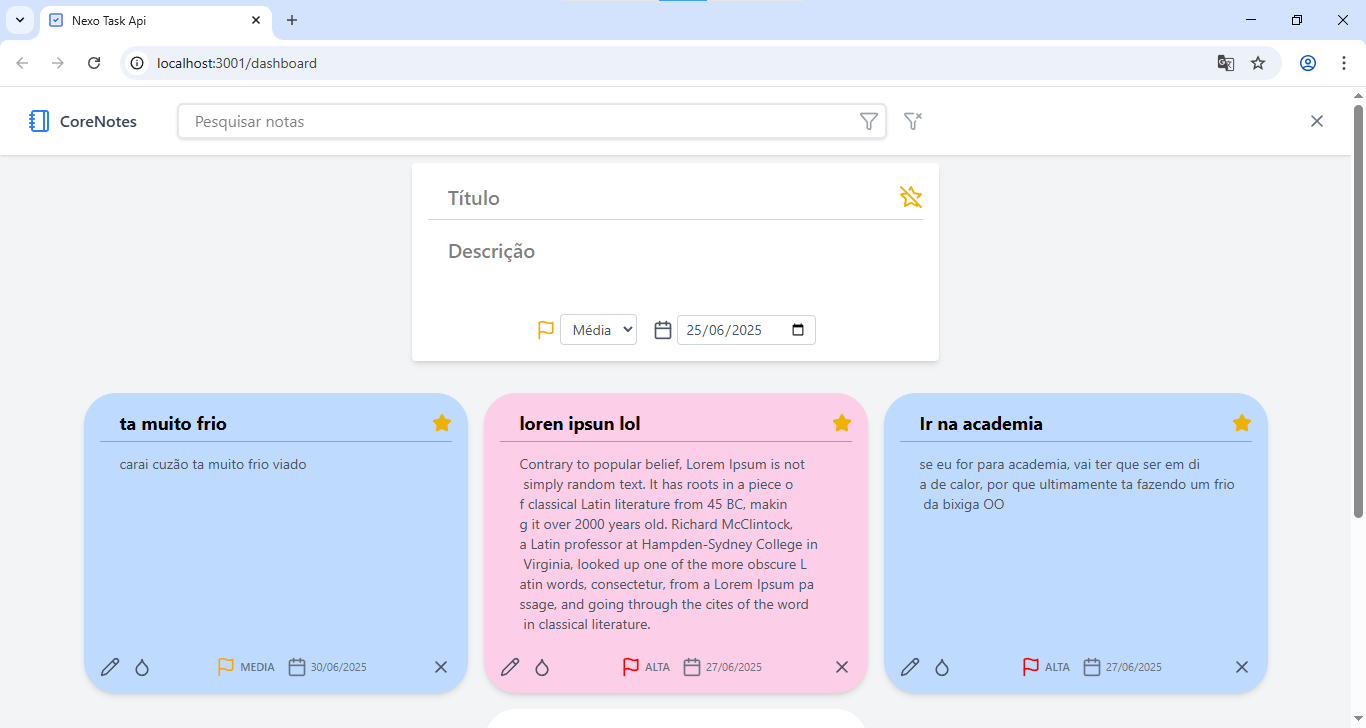 Nexo Task Api
localhost:3001/dashboard
CoreNotes
Pesquisar notas
Título
Descrição
Média
25/06/2025
ta muito frio
carai cuzão ta muito frio viado
MEDIA
30/06/2025
loren ipsun lol
Contrary to popular belief, Lorem Ipsum is not
simply random text. It has roots in a piece o
f classical Latin literature from 45 BC, makin
g it over 2000 years old. Richard McClintock,
a Latin professor at Hampden-Sydney College in
Virginia, looked up one of the more obscure L
atin words, consectetur, from a Lorem Ipsum pa
ssage, and going through the cites of the word
in classical literature.
ALTA
27/06/2025
Ir na academia
se eu for para academia, vai ter que ser em di
a de calor, por que ultimamente ta fazendo um frio
da bixiga OO
ALTA
27/06/2025